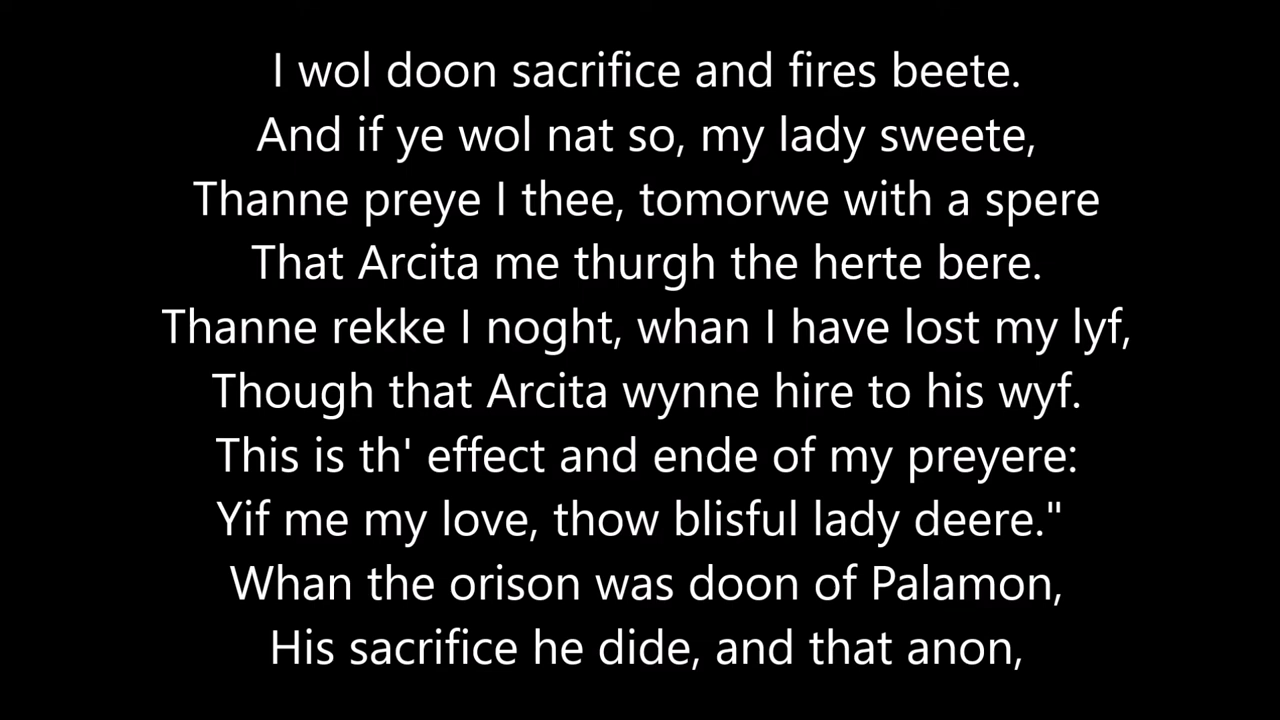 I wol doon sacrifice and fires beete.
And if ye wol nat so, my lady sweete,
Thanne preye I thee, tomorwe with a spere
That Arcita me thurgh the herte bere.
Thanne rekke I noght, whan I have lost my lyf,
Though that Arcita wynne hire to his wyf.
This is th' effect and ende of my preyere:
Yif me my love, thow blisful lady deere."
Whan the orison was doon of Palamon,
His sacrifice he dide, and that anon,